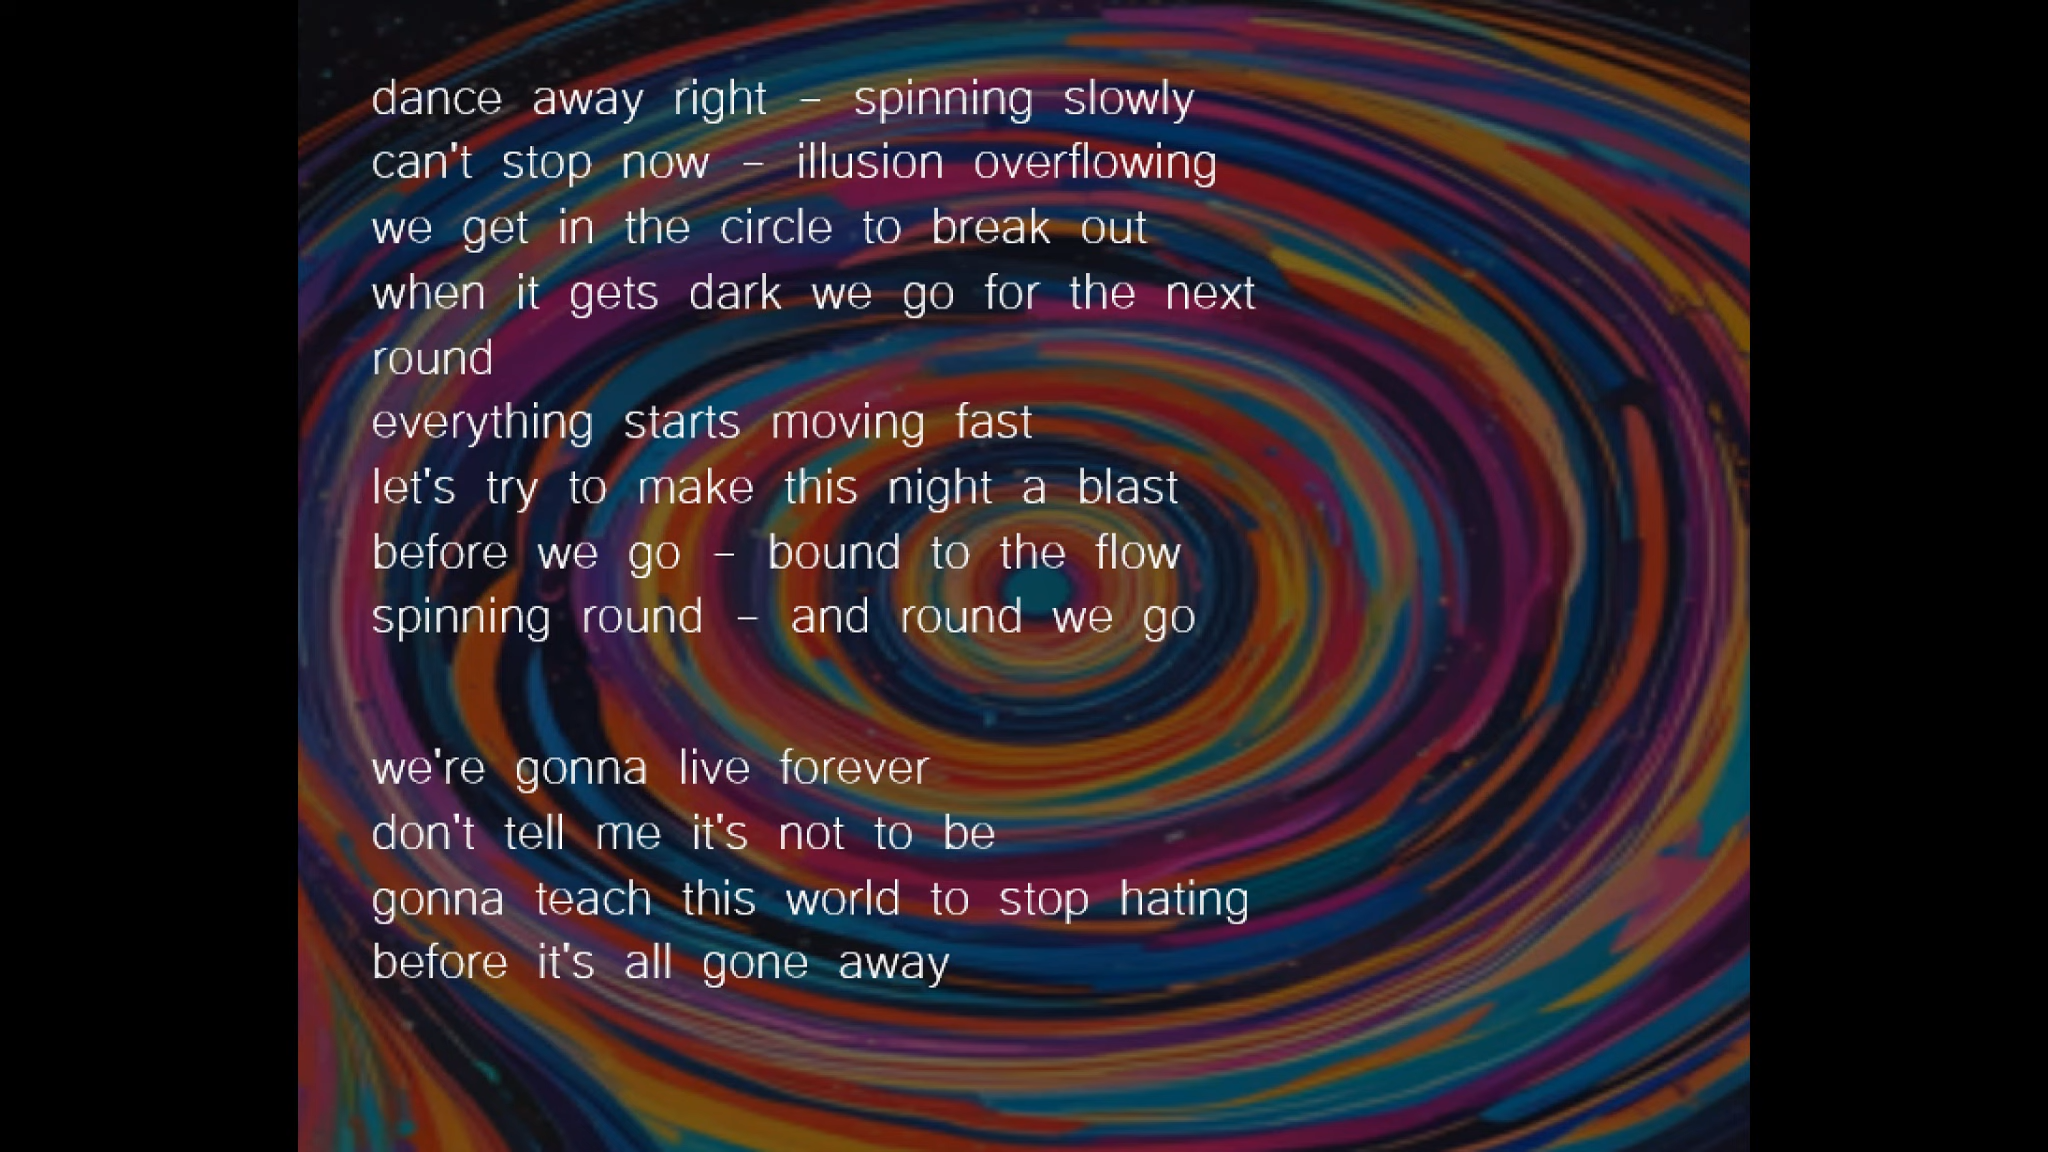 dance away right – spinning slowly
can't stop now – illusion overflowing
we get in the circle to break out
when it gets dark we go for the next
round
everything starts moving fast
let's try to make this night a blast
before we go – bound to the flow
spinning round – and round we go
we're gonna live forever
don't tell me it's not to be
gonna teach this world to stop hating
before it's all gone away